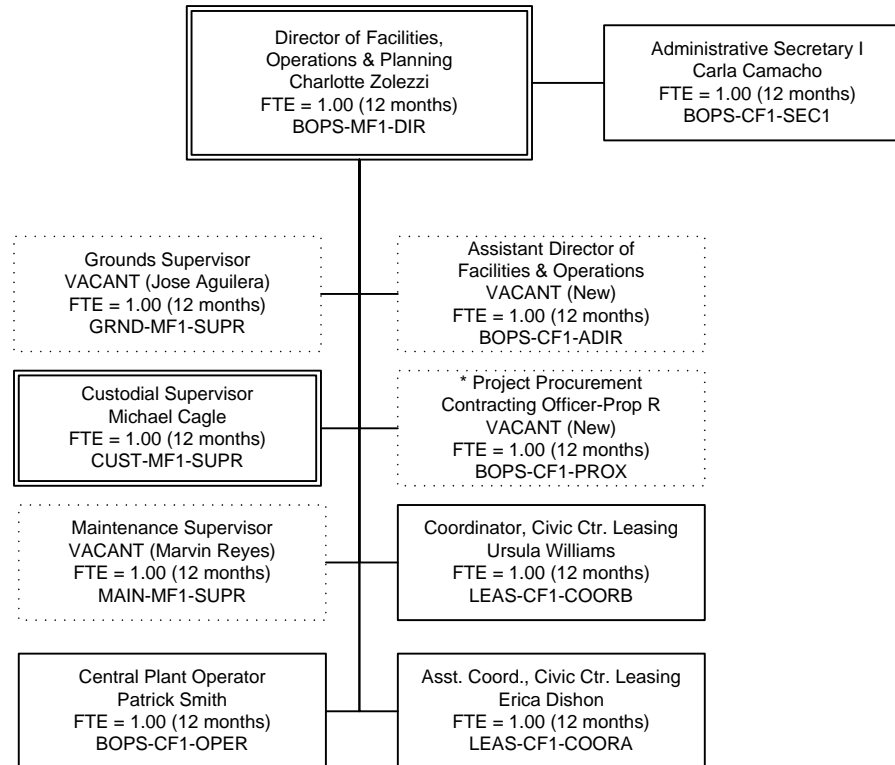 Director of Facilities,
Operations & Planning
Charlotte Zolezzi
FTE = 1.00 (12 months)
BOPS-MF1-DIR
Administrative Secretary I
Carla Camacho
FTE = 1.00 (12 months)
BOPS-CF1-SEC1
Grounds Supervisor
VACANT (Jose Aguilera)
FTE = 1.00 (12 months)
GRND-MF1-SUPR
Assistant Director of
Facilities & Operations
VACANT (New)
FTE = 1.00 (12 months)
BOPS-CF1-ADIR
Custodial Supervisor
Michael Cagle
FTE = 1.00 (12 months)
CUST-MF1-SUPR
* Project Procurement
Contracting Officer-Prop R
VACANT (New)
FTE = 1.00 (12 months)
BOPS-CF1-PROX
Maintenance Supervisor
VACANT (Marvin Reyes)
FTE = 1.00 (12 months)
MAIN-MF1-SUPR
Coordinator, Civic Ctr. Leasing
Ursula Williams
FTE = 1.00 (12 months)
LEAS-CF1-COORB
Central Plant Operator
Patrick Smith
FTE = 1.00 (12 months)
BOPS-CF1-OPER
Asst. Coord., Civic Ctr. Leasing
Erica Dishon
FTE = 1.00 (12 months)
LEAS-CF1-COORA